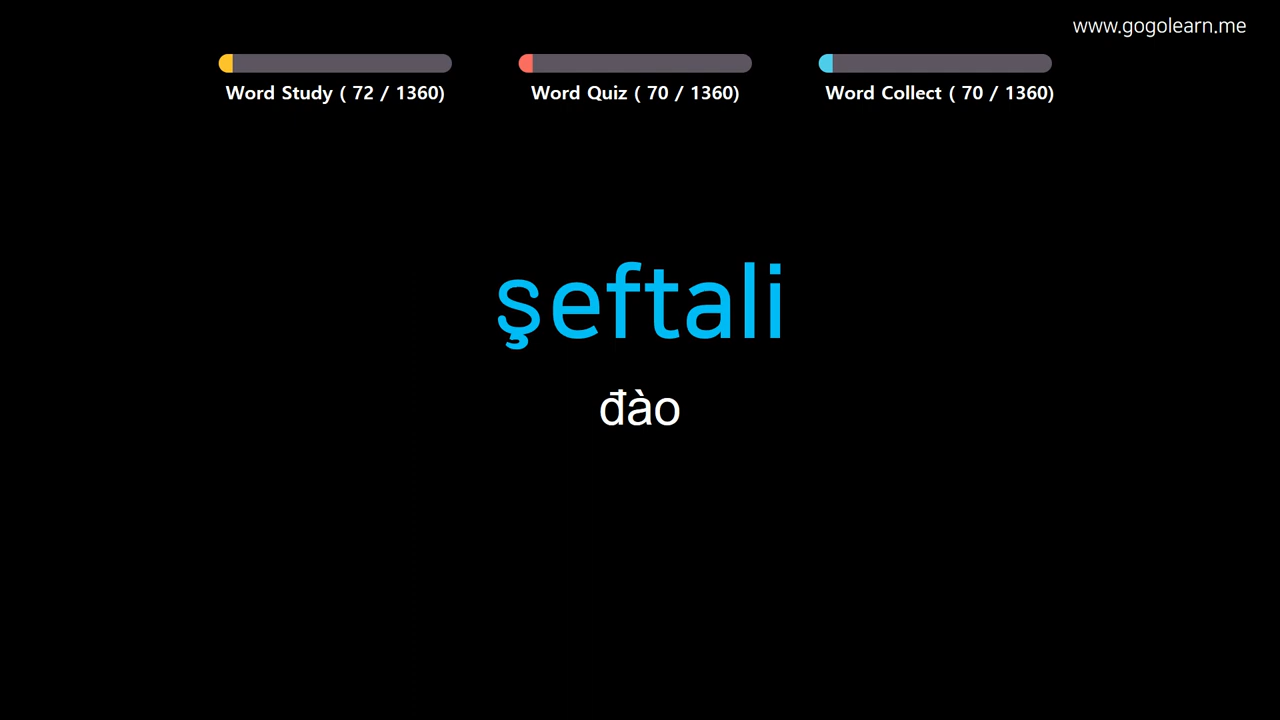 www.gogolearn.me
Word Study ( 72 / 1360)
Word Quiz ( 70 / 1360)
Word Collect ( 70 / 1360)
şeftali
đào